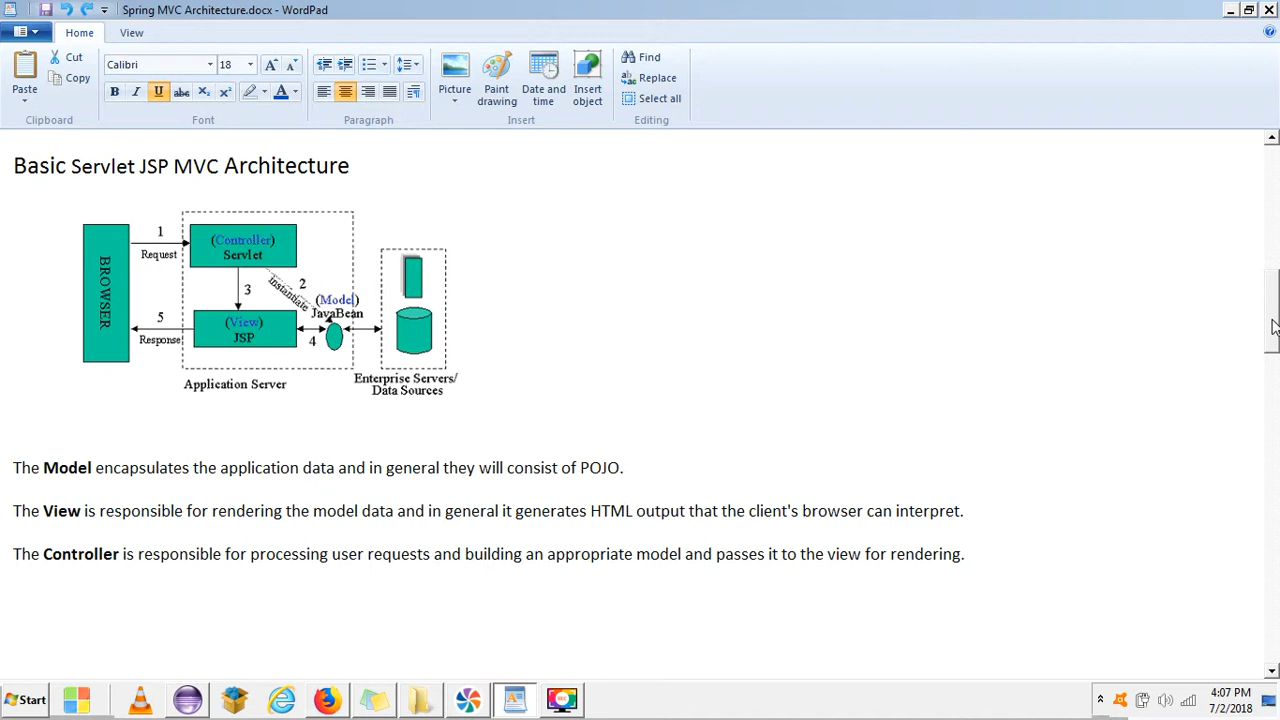 Spring MVC Architecture.docx - WordPad
Home
View
Paste
Cut
Copy
Clipboard
Calibri
18
Font
Paragraph
Picture
Paint drawing
Date and time
Insert object
Insert
Find
Replace
Select all
Editing
Basic Servlet JSP MVC Architecture
BROWSER
1
Request
(Controller)
Servlet
2
Instantiate
3
(Model)
JavaBean
(View)
JSP
4
5
Response
Application Server
Enterprise Servers/
Data Sources
The Model encapsulates the application data and in general they will consist of POJO.
The View is responsible for rendering the model data and in general it generates HTML output that the client's browser can interpret.
The Controller is responsible for processing user requests and building an appropriate model and passes it to the view for rendering.
Start
4:07 PM
7/2/2018